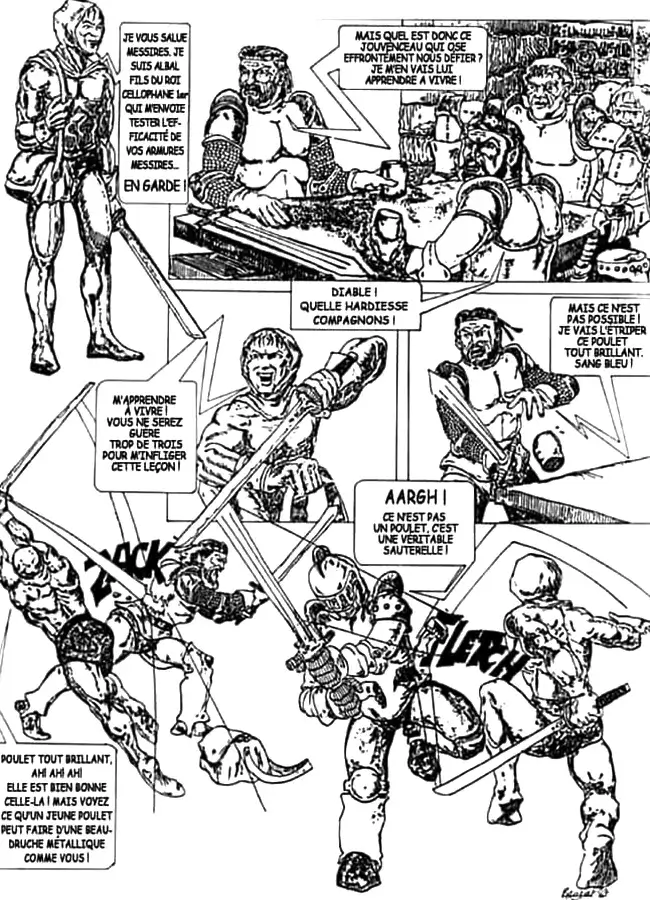 JE VOUS SALUE
MESSIRES. JE
SUIS ALBAL
FILS DU ROI
CELLOPHANE 1er
QUI M'ENVOIE
TESTER L'EF-
FICACITÉ DE
VOS ARMURES
MESSIRES...
EN GARDE !
MAIS QUEL EST DONC CE
JOUVENCEAU QUI OSE
EFFRONTÉMENT NOUS DÉFIER ?
JE M'EN VAIS LUI
APPRENDRE A VIVRE !
DIABLE !
QUELLE HARDIESSE
COMPAGNONS !
M'APPRENDRE
À VIVRE !
VOUS NE SEREZ
GUÈRE
TROP DE TROIS
POUR M'INFLIGER
CETTE LEÇON !
MAIS CE N'EST
PAS POSSIBLE !
JE VAIS L'ÉTRIPER
CE POULET
TOUT BRILLANT.
SANG BLEU !
ZACK
AARGH !
CE N'EST PAS
UN POULET, C'EST
UNE VÉRITABLE
SAUTERELLE !
POULET TOUT BRILLANT,
AH! AH! AH!
ELLE EST BIEN BONNE
CELLE-LA ! MAIS VOYEZ
CE QU'UN JEUNE POULET
PEUT FAIRE D'UNE BEAU-
DRUCHE MÉTALLIQUE
COMME VOUS !